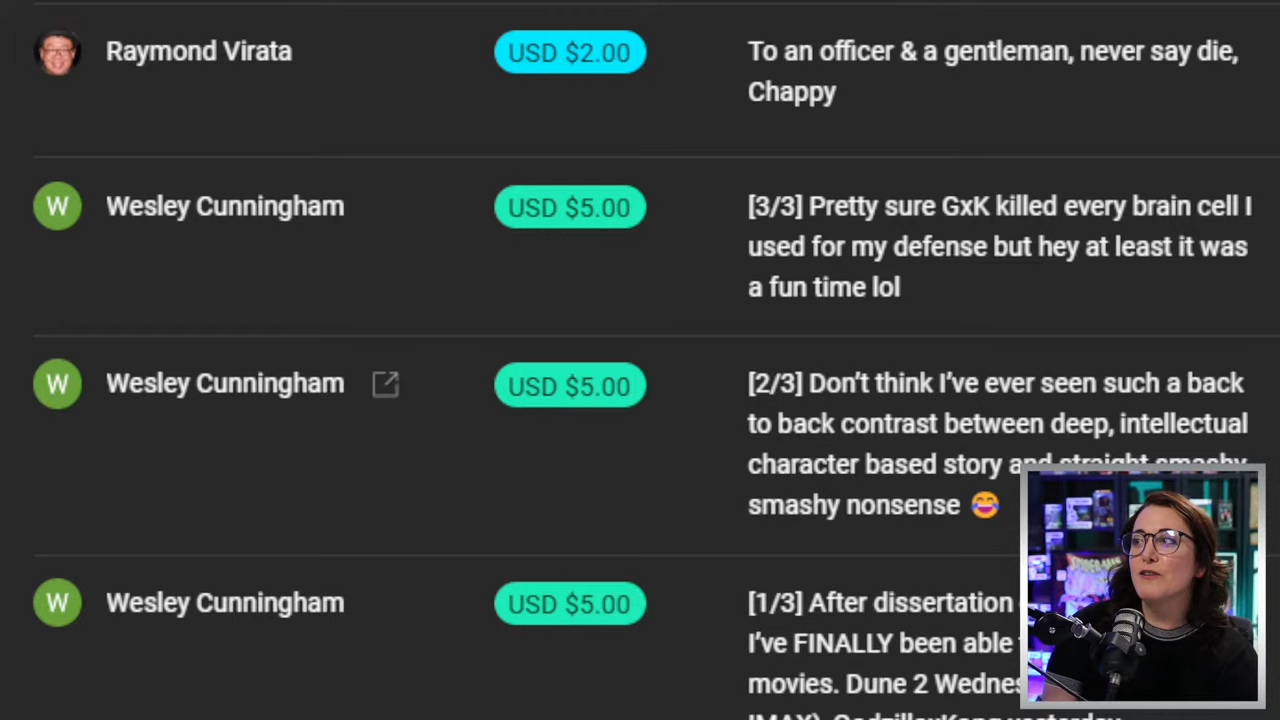 Raymond Virata
USD $2.00
To an officer & a gentleman, never say die,
Chappy
W
Wesley Cunningham
USD $5.00
[3/3] Pretty sure GxK killed every brain cell I
used for my defense but hey at least it was
a fun time lol
W
Wesley Cunningham
USD $5.00
[2/3] Don’t think I’ve ever seen such a back
to back contrast between deep, intellectual
character based story and straight smashy
smashy nonsense 😂
W
Wesley Cunningham
USD $5.00
[1/3] After dissertation
I’ve FINALLY been able
movies. Dune 2